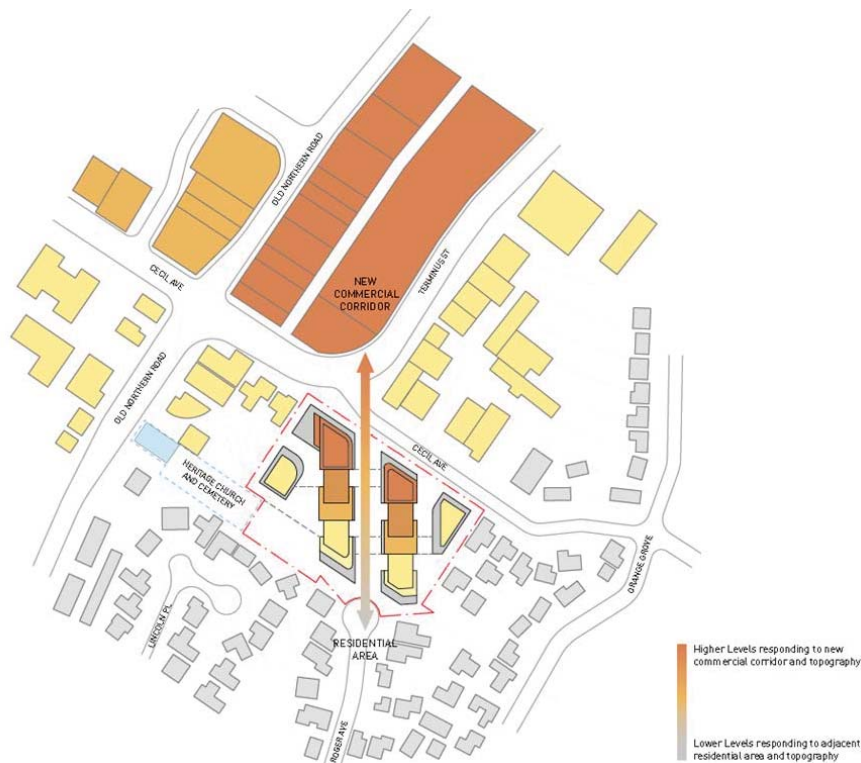 OLD NORTHERN ROAD
CECIL AVE
TERMINUS ST
NEW
COMMERCIAL
CORRIDOR
OLD NORTHERN ROAD
CECIL AVE
HERITAGE CHURCH
AND CEMETERY
ORANGE GROVE
LINCOLN PL
RESIDENTIAL
AREA
ROGER AVE
Higher Levels responding to new
commercial corridor and topography
Lower Levels responding to adjacent
residential area and topography